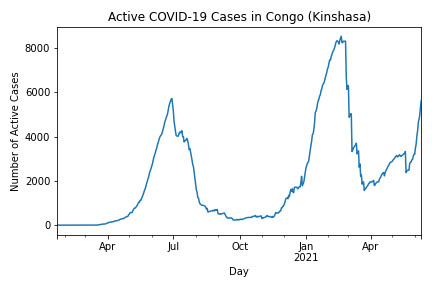 Active COVID-19 Cases in Congo (Kinshasa)
Number of Active Cases
8000
6000
4000
2000
0
Apr Jul Oct Jan Apr
2021
Day